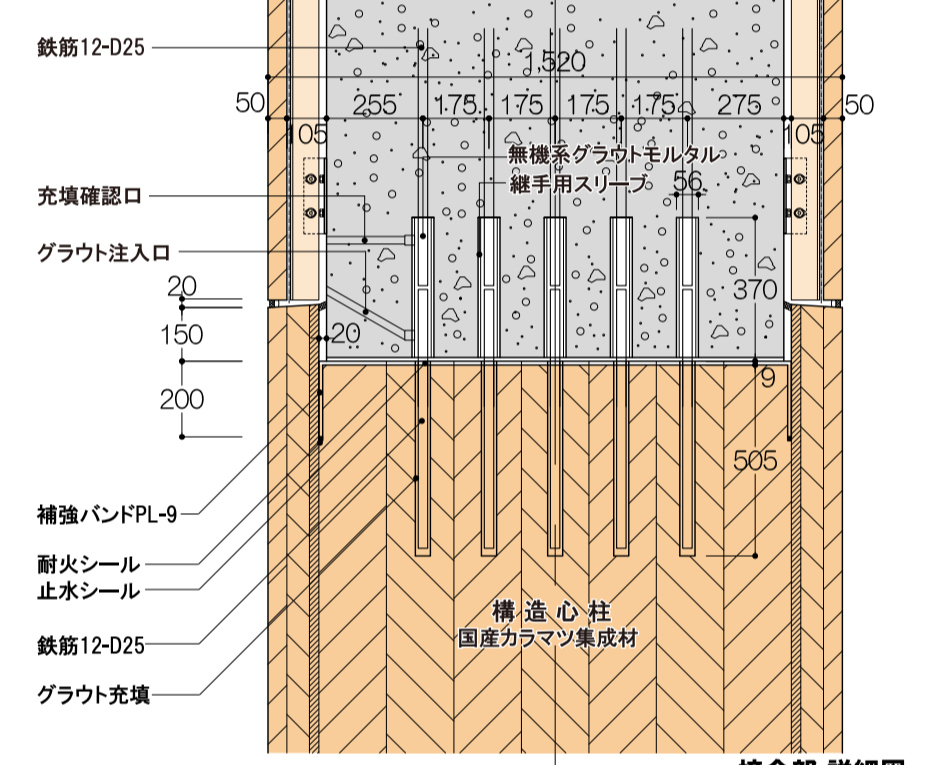 鉄筋12-D25
1,520
50
255
175
175
175
175
275
50
105
105
無機系グラウトモルタル
継手用スリーブ
56
充填確認口
グラウト注入口
20
370
150
20
9
200
505
補強バンドPL-9
耐火シール
止水シール
構造心柱
国産カラマツ集成材
鉄筋12-D25
グラウト充填